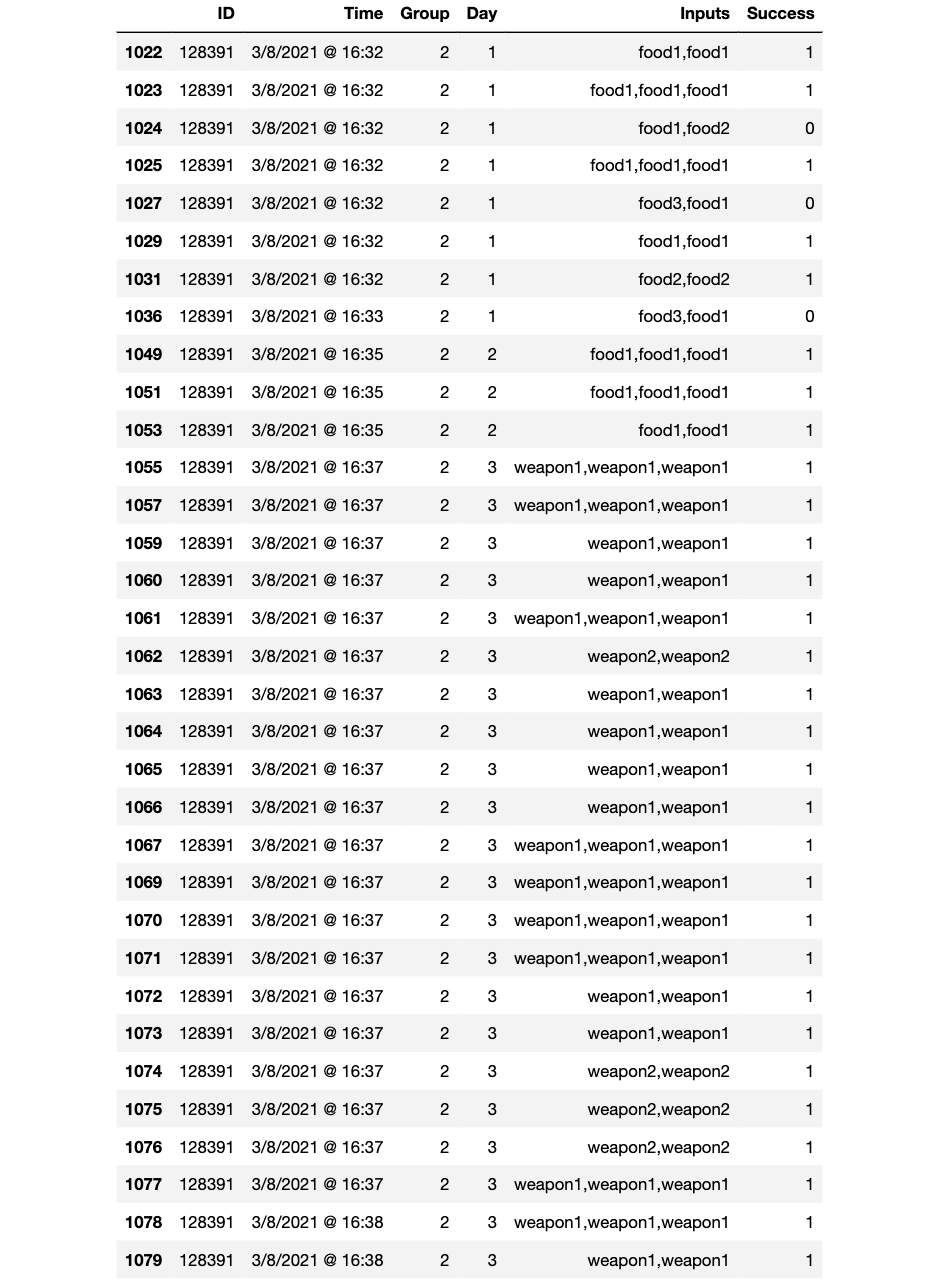 ID Time Group Day Inputs Success
1022 128391 3/8/2021 @ 16:32 2 1 food1,food1 1
1023 128391 3/8/2021 @ 16:32 2 1 food1,food1,food1 1
1024 128391 3/8/2021 @ 16:32 2 1 food1,food2 0
1025 128391 3/8/2021 @ 16:32 2 1 food1,food1,food1 1
1027 128391 3/8/2021 @ 16:32 2 1 food3,food1 0
1029 128391 3/8/2021 @ 16:32 2 1 food1,food1 1
1031 128391 3/8/2021 @ 16:32 2 1 food2,food2 1
1036 128391 3/8/2021 @ 16:33 2 1 food3,food1 0
1049 128391 3/8/2021 @ 16:35 2 2 food1,food1,food1 1
1051 128391 3/8/2021 @ 16:35 2 2 food1,food1,food1 1
1053 128391 3/8/2021 @ 16:35 2 2 food1,food1 1
1055 128391 3/8/2021 @ 16:37 2 3 weapon1,weapon1,weapon1 1
1057 128391 3/8/2021 @ 16:37 2 3 weapon1,weapon1,weapon1 1
1059 128391 3/8/2021 @ 16:37 2 3 weapon1,weapon1 1
1060 128391 3/8/2021 @ 16:37 2 3 weapon1,weapon1 1
1061 128391 3/8/2021 @ 16:37 2 3 weapon1,weapon1,weapon1 1
1062 128391 3/8/2021 @ 16:37 2 3 weapon2,weapon2 1
1063 128391 3/8/2021 @ 16:37 2 3 weapon1,weapon1 1
1064 128391 3/8/2021 @ 16:37 2 3 weapon1,weapon1 1
1065 128391 3/8/2021 @ 16:37 2 3 weapon1,weapon1 1
1066 128391 3/8/2021 @ 16:37 2 3 weapon1,weapon1 1
1067 128391 3/8/2021 @ 16:37 2 3 weapon1,weapon1,weapon1 1
1069 128391 3/8/2021 @ 16:37 2 3 weapon1,weapon1,weapon1 1
1070 128391 3/8/2021 @ 16:37 2 3 weapon1,weapon1,weapon1 1
1071 128391 3/8/2021 @ 16:37 2 3 weapon1,weapon1,weapon1 1
1072 128391 3/8/2021 @ 16:37 2 3 weapon1,weapon1 1
1073 128391 3/8/2021 @ 16:37 2 3 weapon1,weapon1 1
1074 128391 3/8/2021 @ 16:37 2 3 weapon2,weapon2 1
1075 128391 3/8/2021 @ 16:37 2 3 weapon2,weapon2 1
1076 128391 3/8/2021 @ 16:37 2 3 weapon2,weapon2 1
1077 128391 3/8/2021 @ 16:37 2 3 weapon1,weapon1,weapon1 1
1078 128391 3/8/2021 @ 16:38 2 3 weapon1,weapon1,weapon1 1
1079 128391 3/8/2021 @ 16:38 2 3 weapon1,weapon1 1